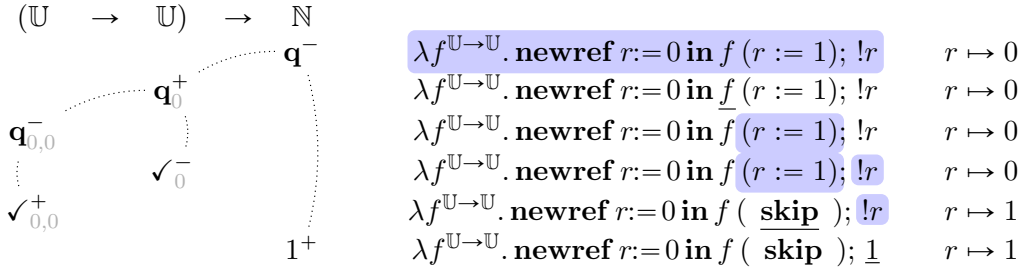 (𝕌 → 𝕌) → ℕ
q⁻ λf^{𝕌→𝕌}. newref r:=0 in f (r := 1); !r r ↦ 0
q₀⁺ λf^{𝕌→𝕌}. newref r:=0 in f (r := 1); !r r ↦ 0
q₀,₀⁻ λf^{𝕌→𝕌}. newref r:=0 in f (r := 1); !r r ↦ 0
✓₀⁻ λf^{𝕌→𝕌}. newref r:=0 in f (r := 1); !r r ↦ 0
✓₀,₀⁺ λf^{𝕌→𝕌}. newref r:=0 in f ( skip ); !r r ↦ 1
1⁺ λf^{𝕌→𝕌}. newref r:=0 in f ( skip ); 1 r ↦ 1